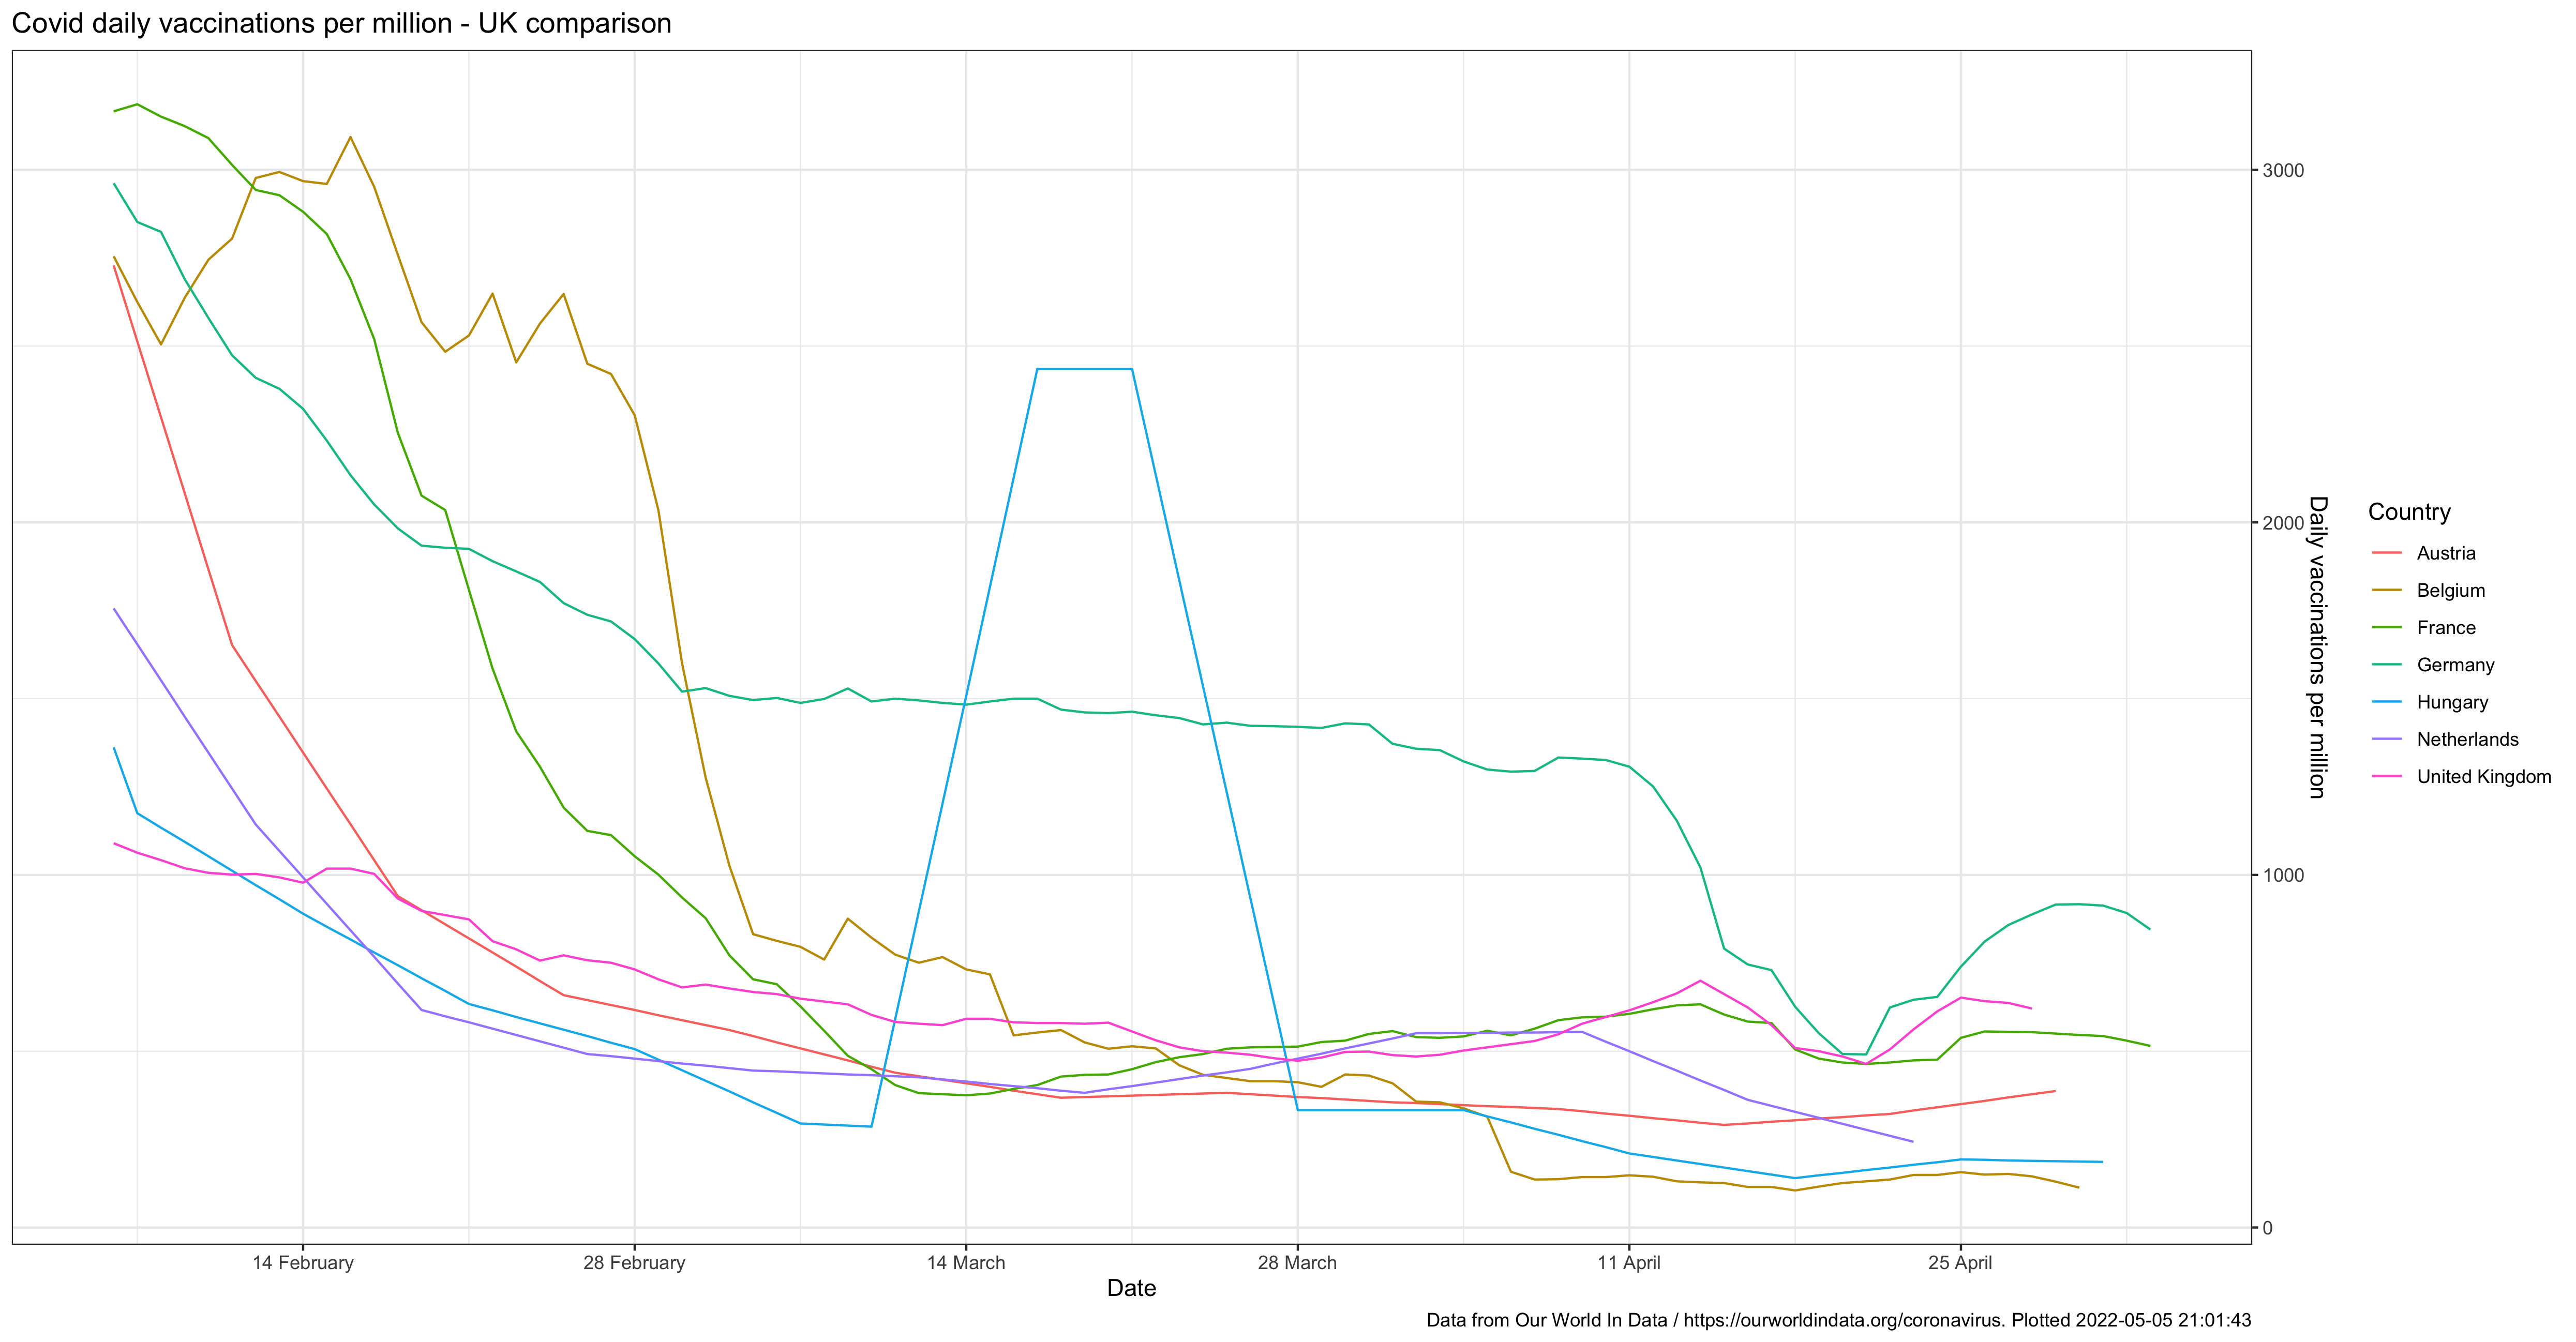 Covid daily vaccinations per million - UK comparison
3000
2000
1000
0
Daily vaccinations per million
Country
Austria
Belgium
France
Germany
Hungary
Netherlands
United Kingdom
14 February
28 February
14 March
28 March
11 April
25 April
Date
Data from Our World In Data / https://ourworldindata.org/coronavirus. Plotted 2022-05-05 21:01:43